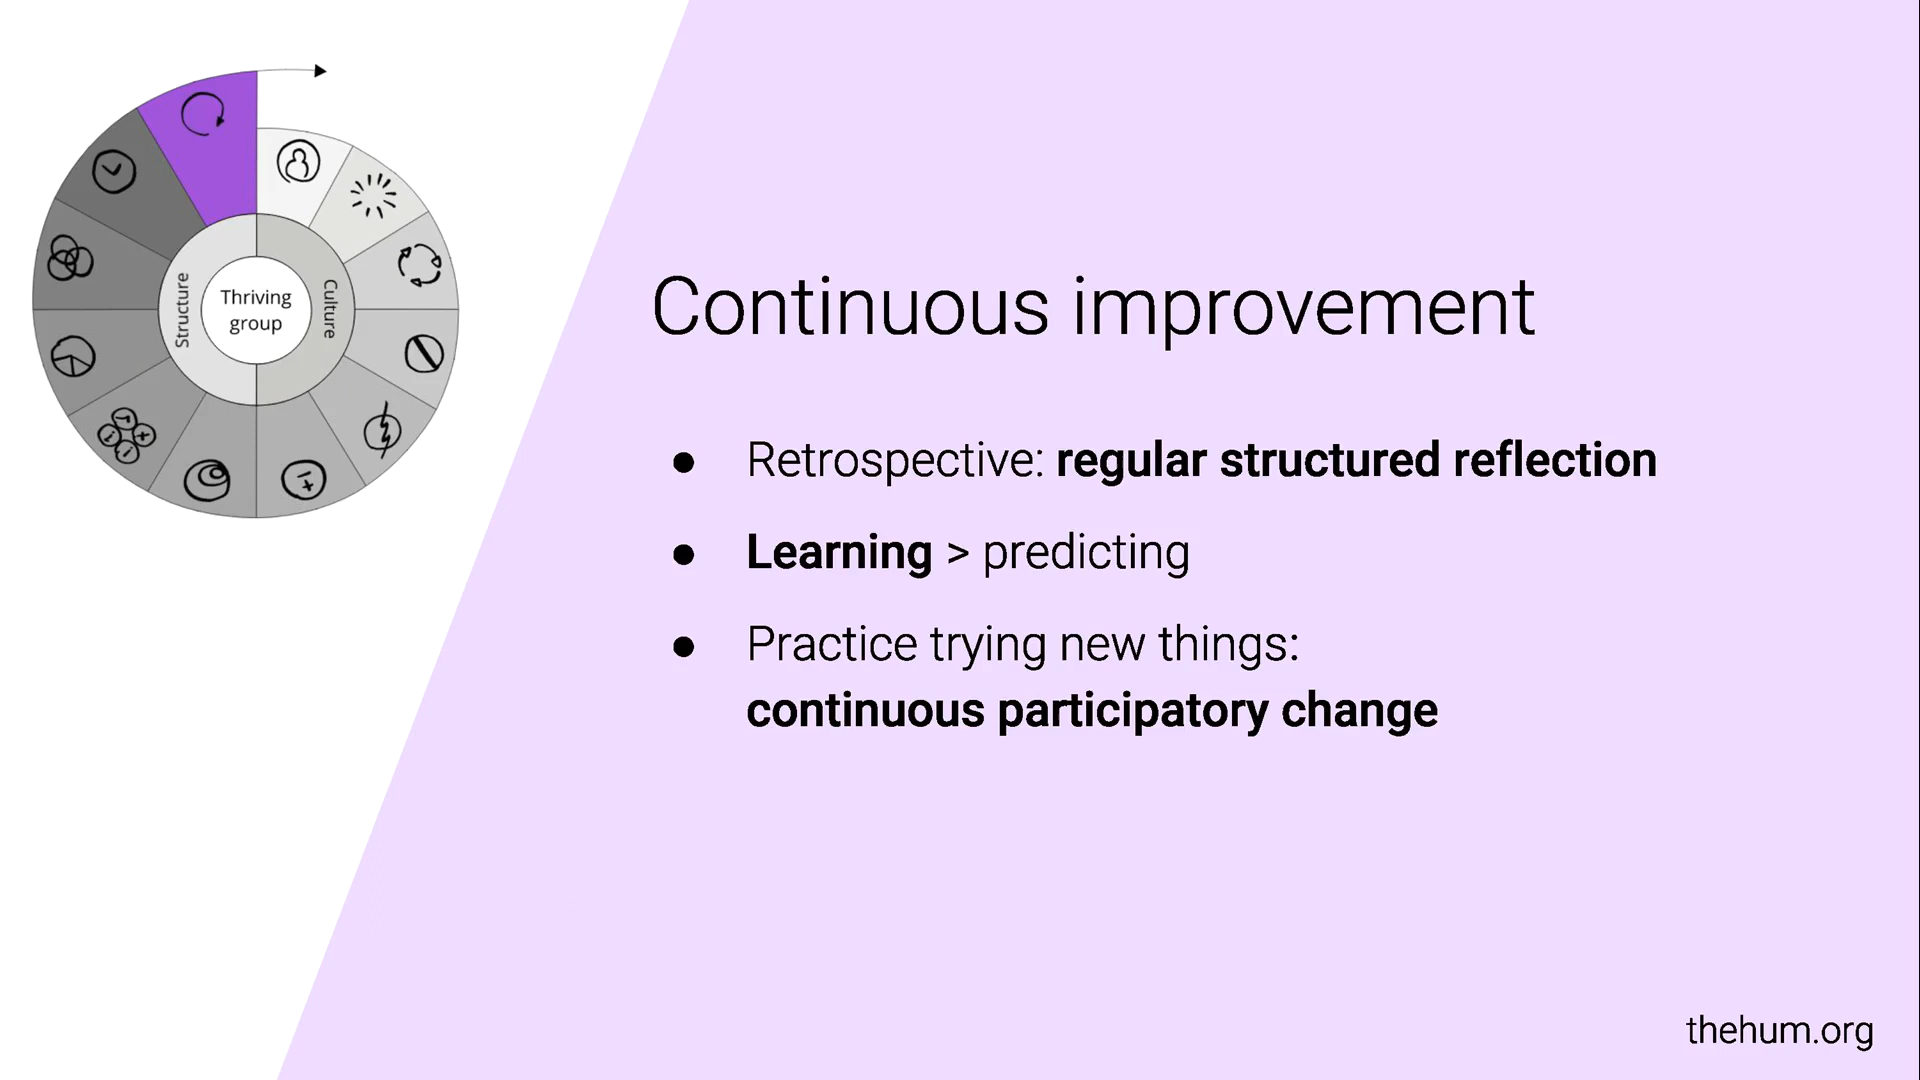 Thriving
group
Structure
Culture
Continuous improvement
● Retrospective: regular structured reflection
● Learning > predicting
● Practice trying new things:
continuous participatory change
thehum.org